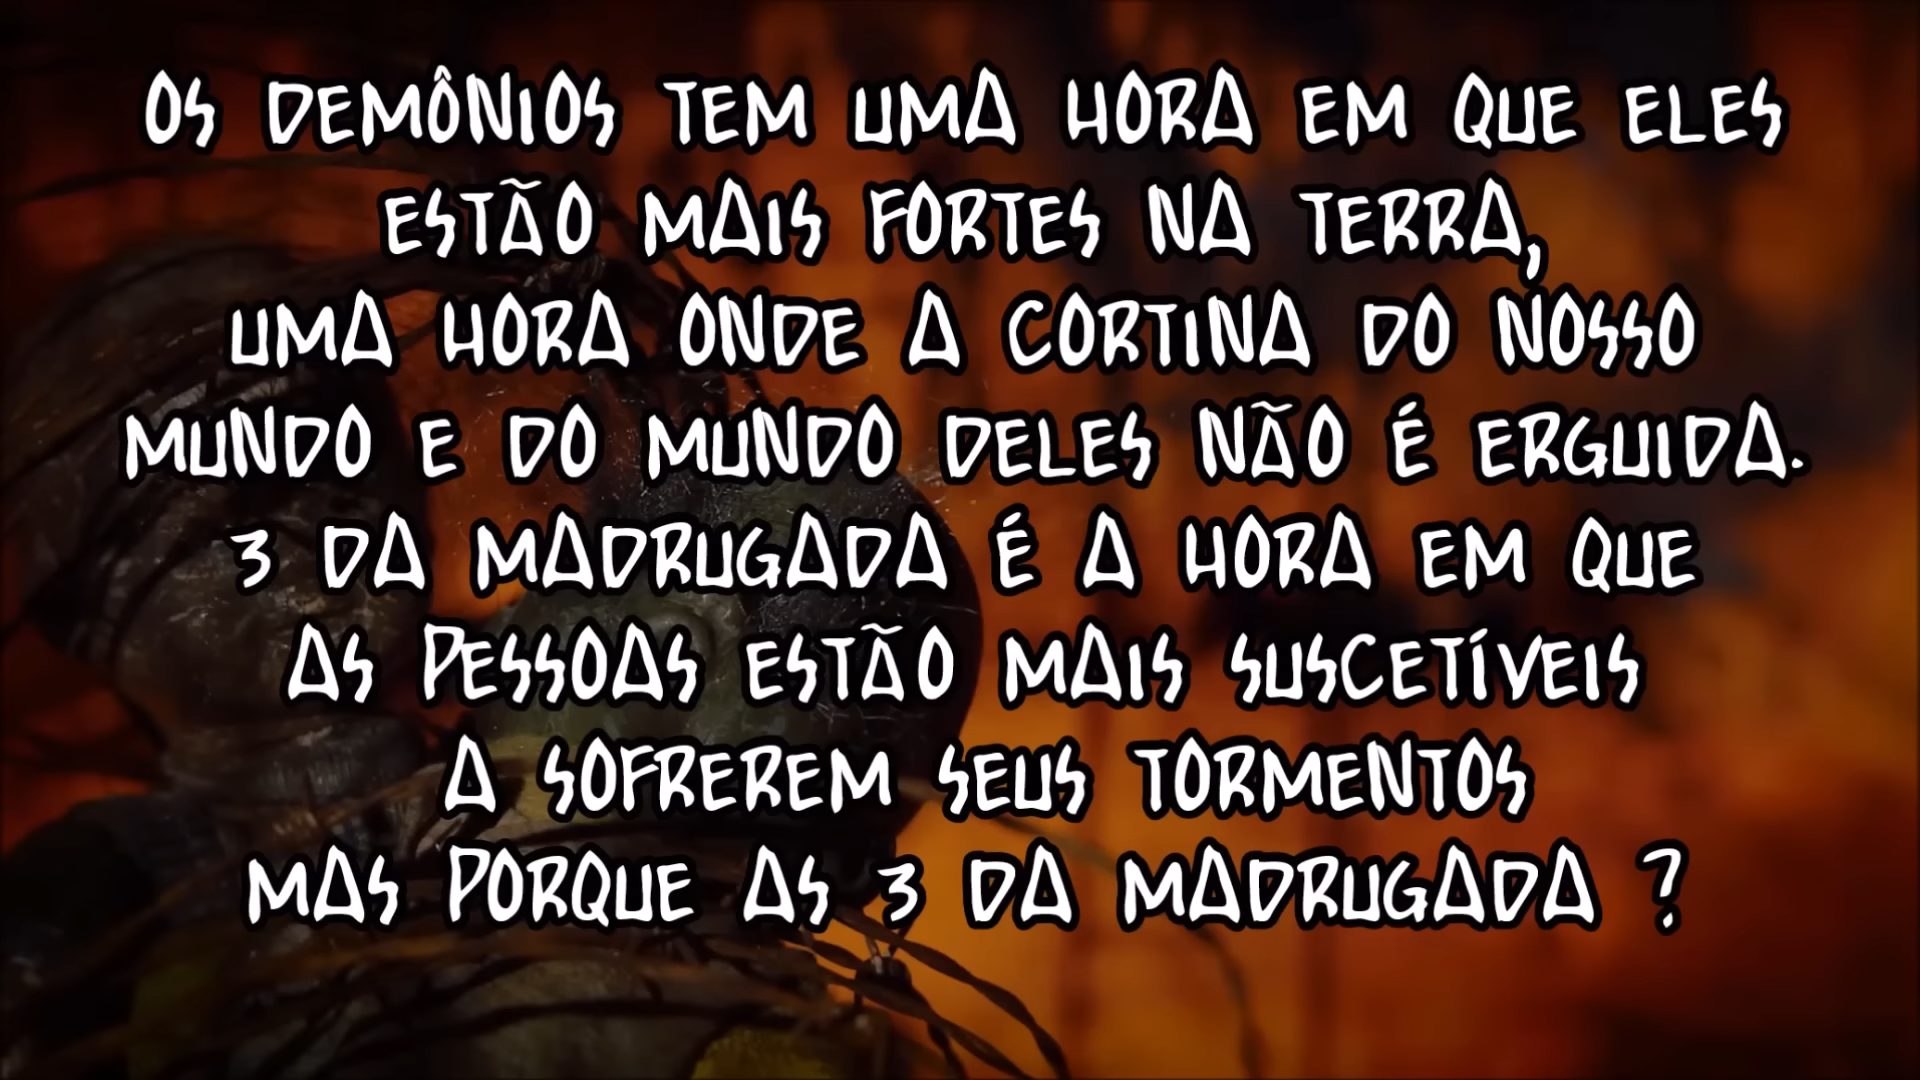 OS DEMÔNIOS TEM UMA HORA EM QUE ELES
ESTÃO MAIS FORTES NA TERRA,
UMA HORA ONDE A CORTINA DO NOSSO
MUNDO E DO MUNDO DELES NÃO É ERGUIDA.
3 DA MADRUGADA É A HORA EM QUE
AS PESSOAS ESTÃO MAIS SUSCETÍVEIS
A SOFREREM SEUS TORMENTOS
MAS PORQUE AS 3 DA MADRUGADA ?